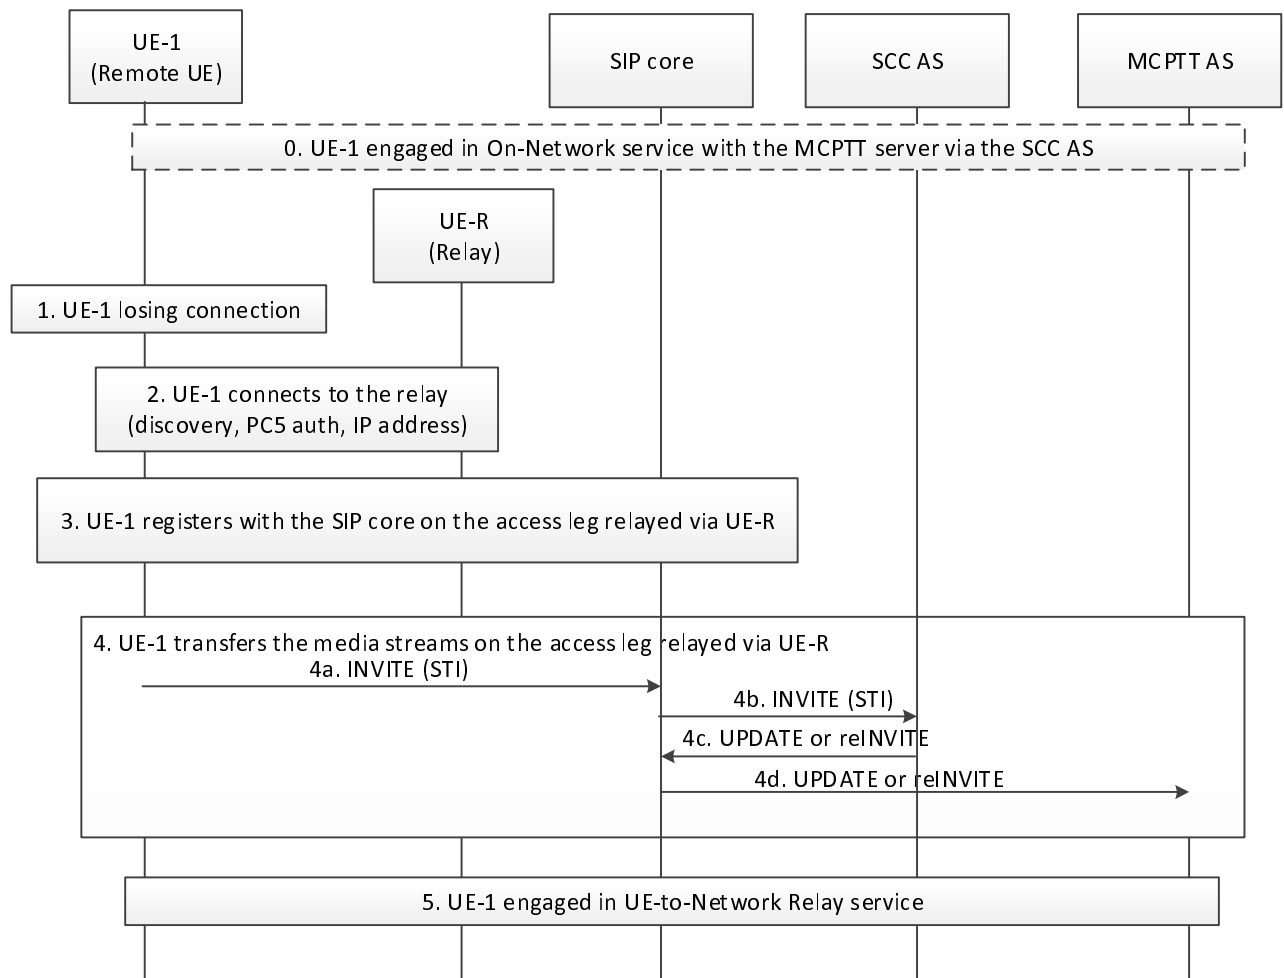 UE-1
(Remote UE)
SIP core
SCC AS
MCPTT AS
0. UE-1 engaged in On-Network service with the MCPTT server via the SCC AS
UE-R
(Relay)
1. UE-1 losing connection
2. UE-1 connects to the relay
(discovery, PC5 auth, IP address)
3. UE-1 registers with the SIP core on the access leg relayed via UE-R
4. UE-1 transfers the media streams on the access leg relayed via UE-R
4a. INVITE (STI)
4b. INVITE (STI)
4c. UPDATE or reINVITE
4d. UPDATE or reINVITE
5. UE-1 engaged in UE-to-Network Relay service